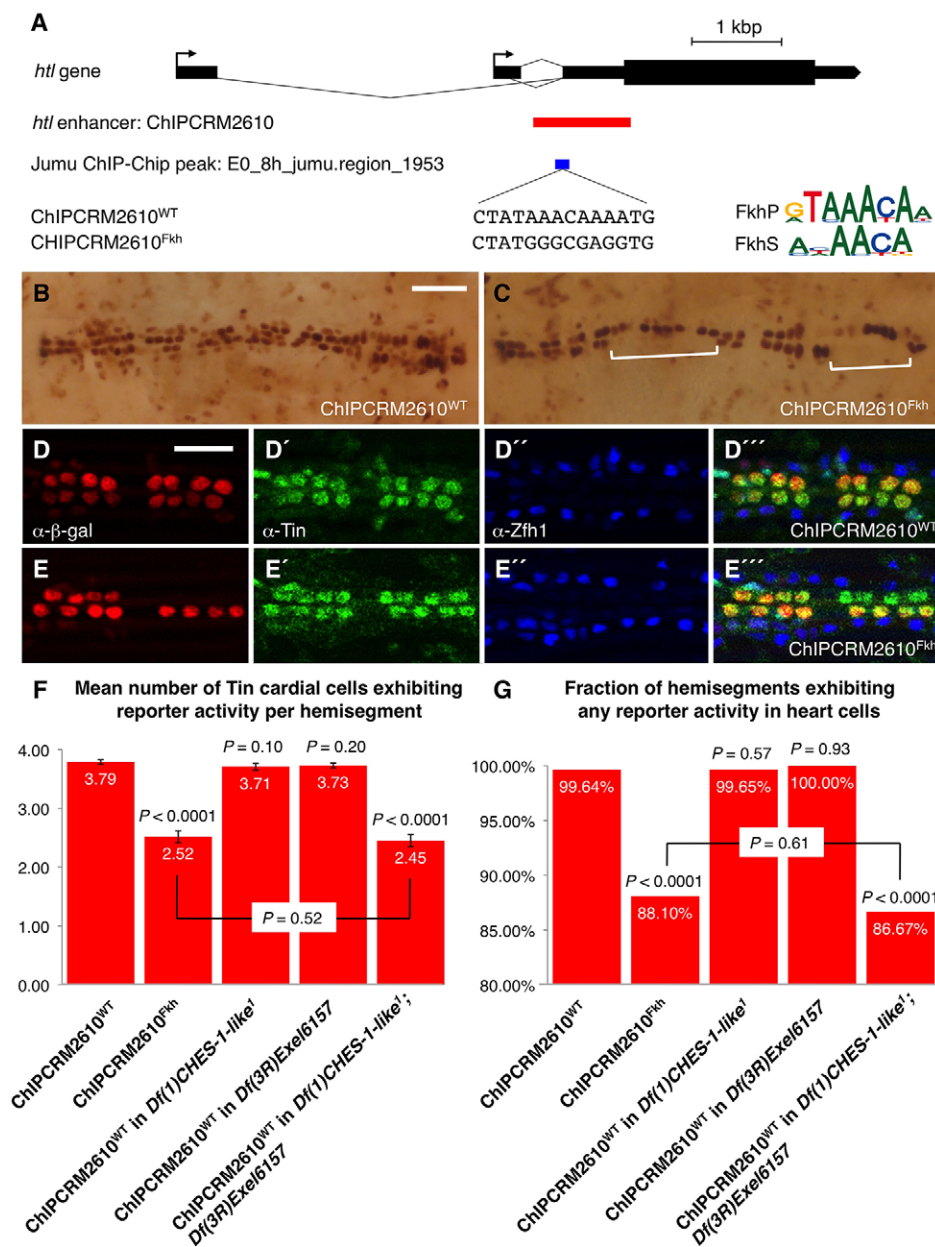 A
1 kbp
htl gene
htl enhancer: ChIPCRM2610
Jumu ChIP-Chip peak: E0_8h_jumu.region_1953
ChIPCRM2610WT
CTATAAACAAAATG
CHIPCRM2610Fkh
CTATGGGCGAGGTG
FkhP
GTAAACAA
FkhS
B
ChIPCRM2610WT
C
ChIPCRM2610Fkh
D
α-β-gal
D′
α-Tin
D′′
α-Zfh1
D′′′
ChIPCRM2610WT
E
E′
E′′
E′′′
ChIPCRM2610Fkh
F
Mean number of Tin cardial cells exhibiting
reporter activity per hemisegment
4.00
3.00
2.00
1.00
0.00
3.79
P < 0.0001
2.52
P = 0.10
3.71
P = 0.20
3.73
P < 0.0001
2.45
P = 0.52
ChIPCRM2610WT
ChIPCRM2610Fkh
ChIPCRM2610WT in Df(1)CHES-1-like1
ChIPCRM2610WT in Df(3R)Exel6157
ChIPCRM2610WT in Df(1)CHES-1-like1;
Df(3R)Exel6157
G
Fraction of hemisegments exhibiting
any reporter activity in heart cells
100.00%
95.00%
90.00%
85.00%
80.00%
99.64%
P < 0.0001
88.10%
P = 0.57
99.65%
P = 0.93
100.00%
P < 0.0001
86.67%
P = 0.61
ChIPCRM2610WT
ChIPCRM2610Fkh
ChIPCRM2610WT in Df(1)CHES-1-like1
ChIPCRM2610WT in Df(3R)Exel6157
ChIPCRM2610WT in Df(1)CHES-1-like1;
Df(3R)Exel6157